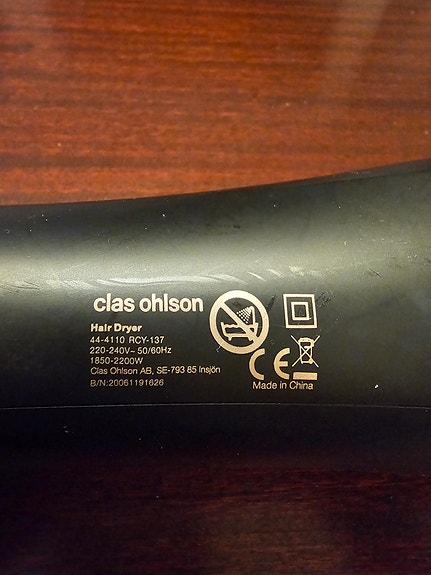 clas ohlson
Hair Dryer
44-4110 RCY-137
220-240V~ 50/60Hz
1850-2200W
Clas Ohlson AB, SE-793 85 Insjön
B/N:20061191626
CE
Made in China